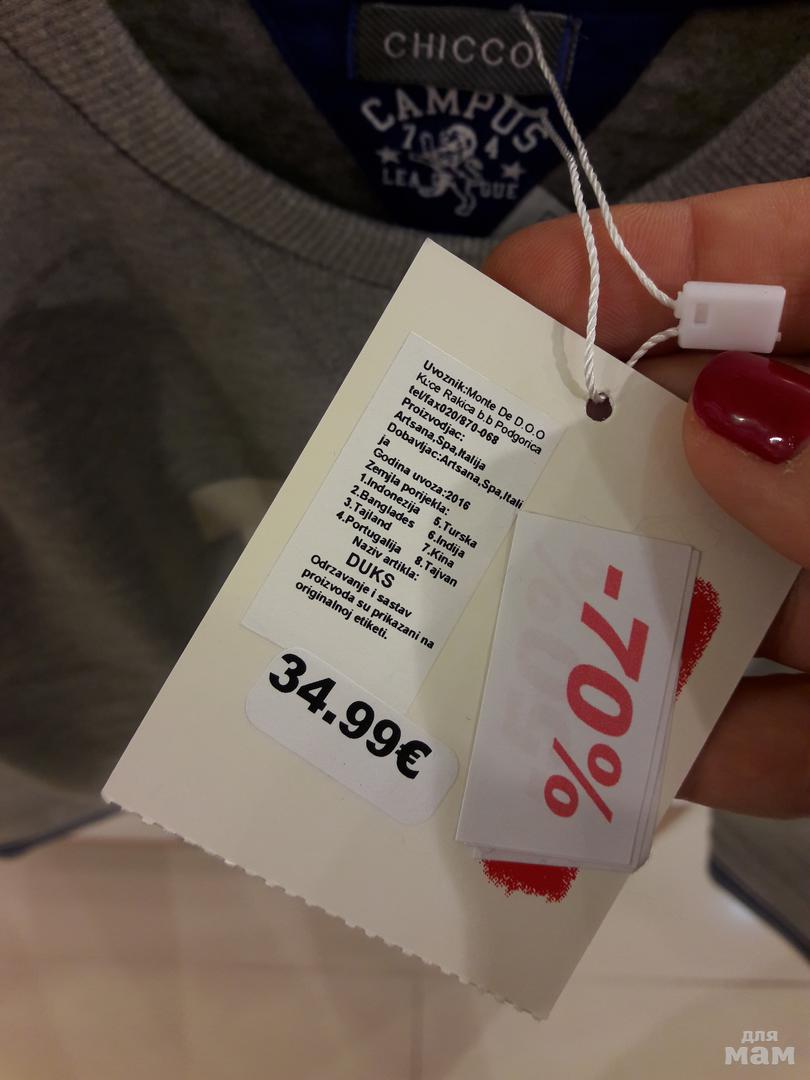 CHICCO
CAMPUS
7 4
LEAGUE
Uvoznik:Monte De D.O.O
Kuce Rakica b.b Podgorica
tel/fax020/870-068
Proizvodjac:
Artsana,Spa,Italija
Dobavljac:Artsana,Spa,Itali
ja
Godina uvoza:2016
Zemlja porijekla:
1.Indonezija 5.Turska
2.Banglades 6.Indija
3.Tajland 7.Kina
4.Portugalija 8.Tajvan
Naziv artikla:
DUKS
Odrzavanje i sastav
proizvoda su prikazani na
originalnoj etiketi.
34.99€
-70%
для
мам